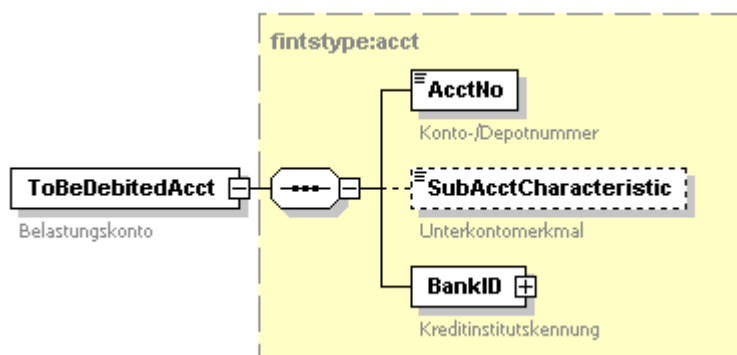 fintstype:acct
AcctNo
Konto-/Depotnummer
ToBeDebitedAcct
Belastungskonto
SubAcctCharacteristic
Unterkontomerkmal
BankID
Kreditinstitutskennung